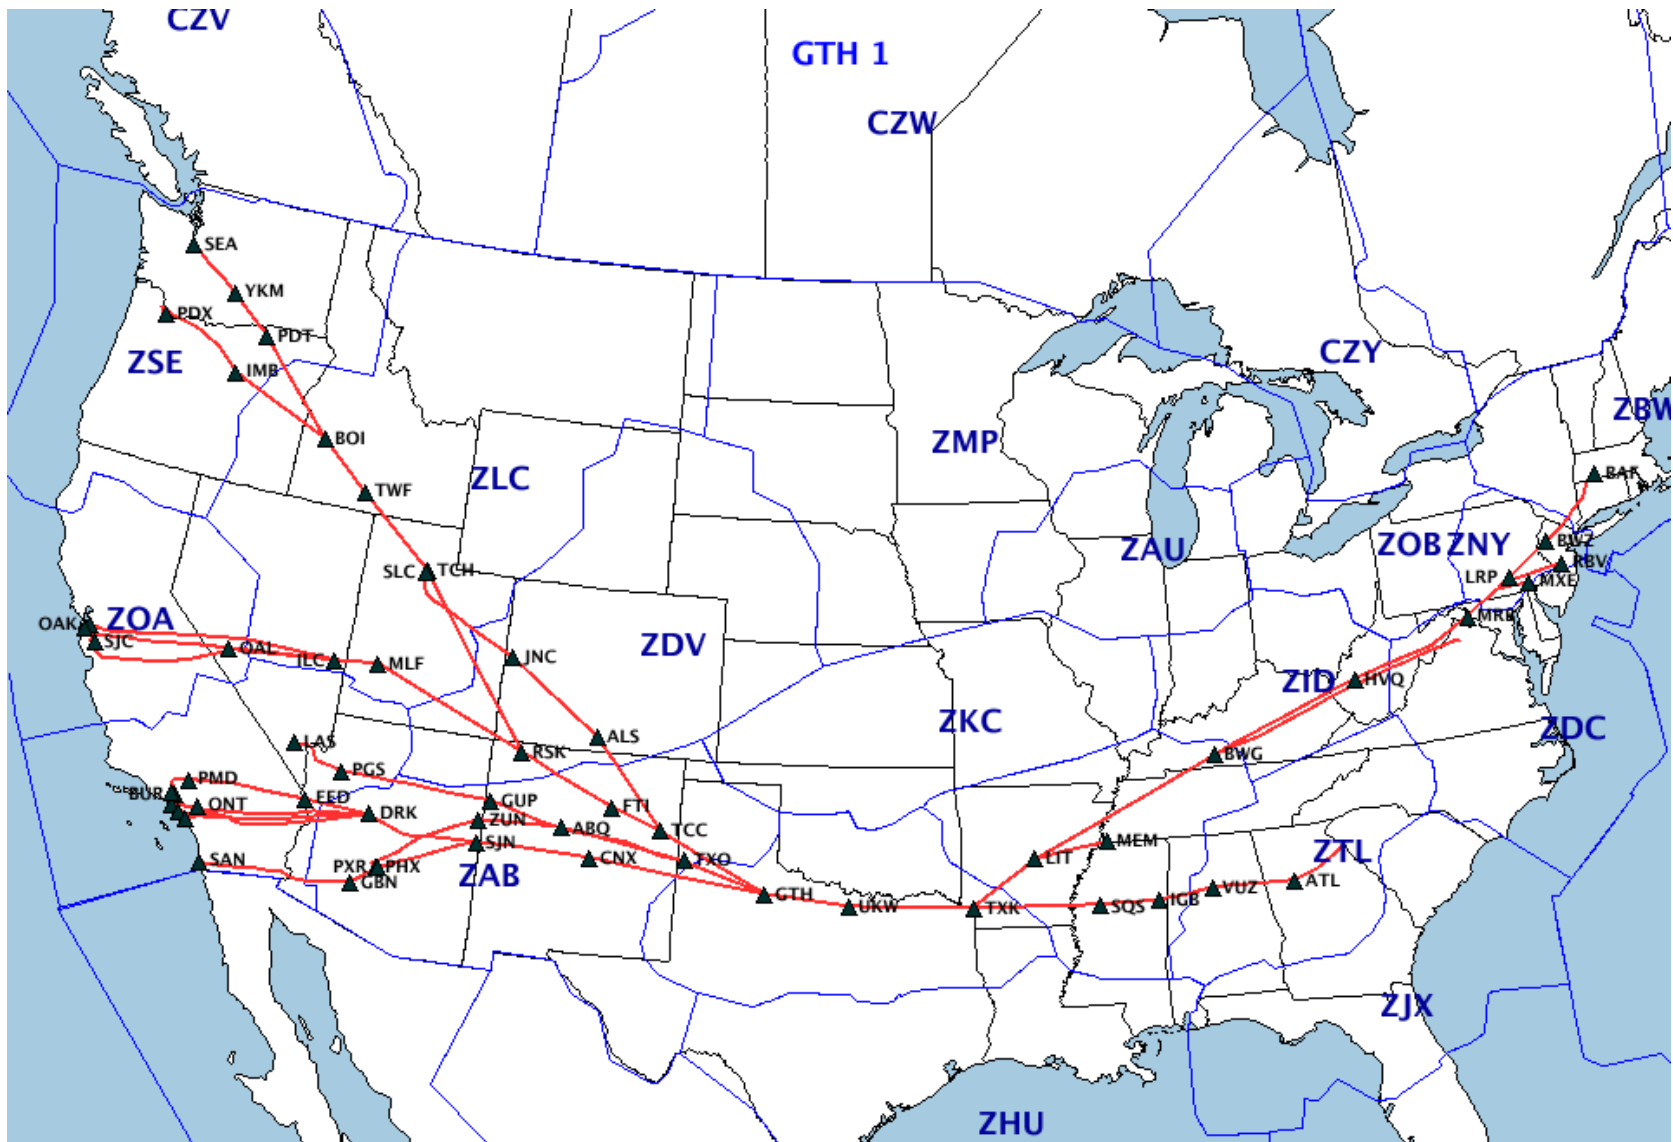 CZV
GTH 1
CZW
SEA
YKM
PDX
PDT
ZSE
IMB
CZY
ZBW
BOI
ZMP
ZLC
TWF
BAF
ZAU
ZOB
ZNY
BWZ
SLC
TCH
LRP
RBV
MXE
OAK
ZOA
MRB
SJC
OAL
ILC
MLF
JNC
ZDV
ZID
HVQ
ZKC
ZDC
LAS
ALS
RSK
BWG
PGS
PMD
BUR
ONT
EED
DRK
GUP
FTI
ZUN
ABQ
TCC
SJN
MEM
SAN
PXR
PHX
GBN
ZAB
CNX
TXO
LIT
ZTL
GTH
UKW
TXK
SQS
IGB
VUZ
ATL
ZJX
ZHU